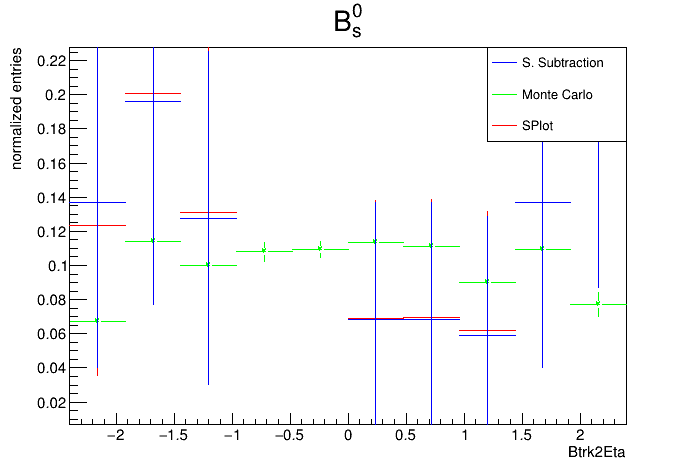 B_s^0
normalized entries
S. Subtraction
Monte Carlo
SPlot
0.22
0.2
0.18
0.16
0.14
0.12
0.1
0.08
0.06
0.04
0.02
−2 −1.5 −1 −0.5 0 0.5 1 1.5 2
Btrk2Eta